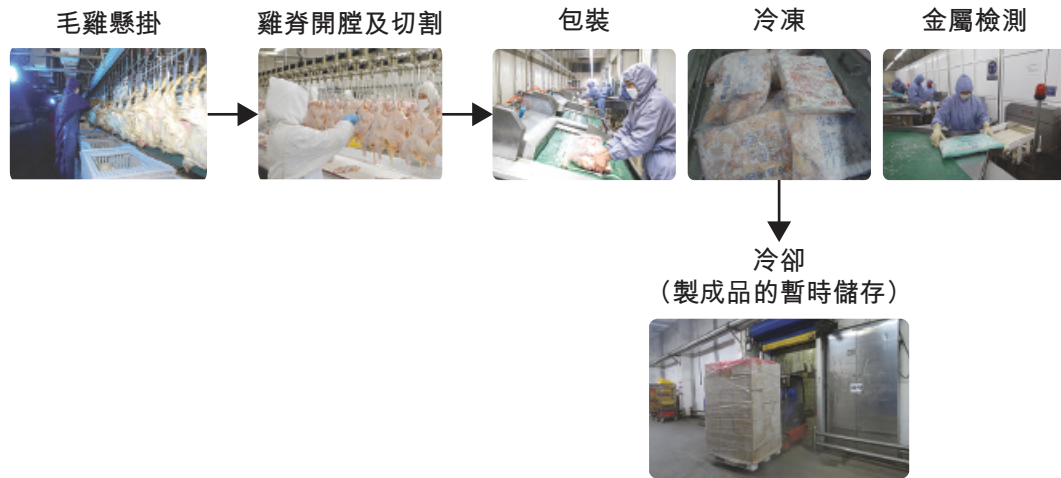 毛雞懸掛
雞脊開膛及切割
包裝
冷凍
金屬檢測
冷卻
（製成品的暫時儲存）